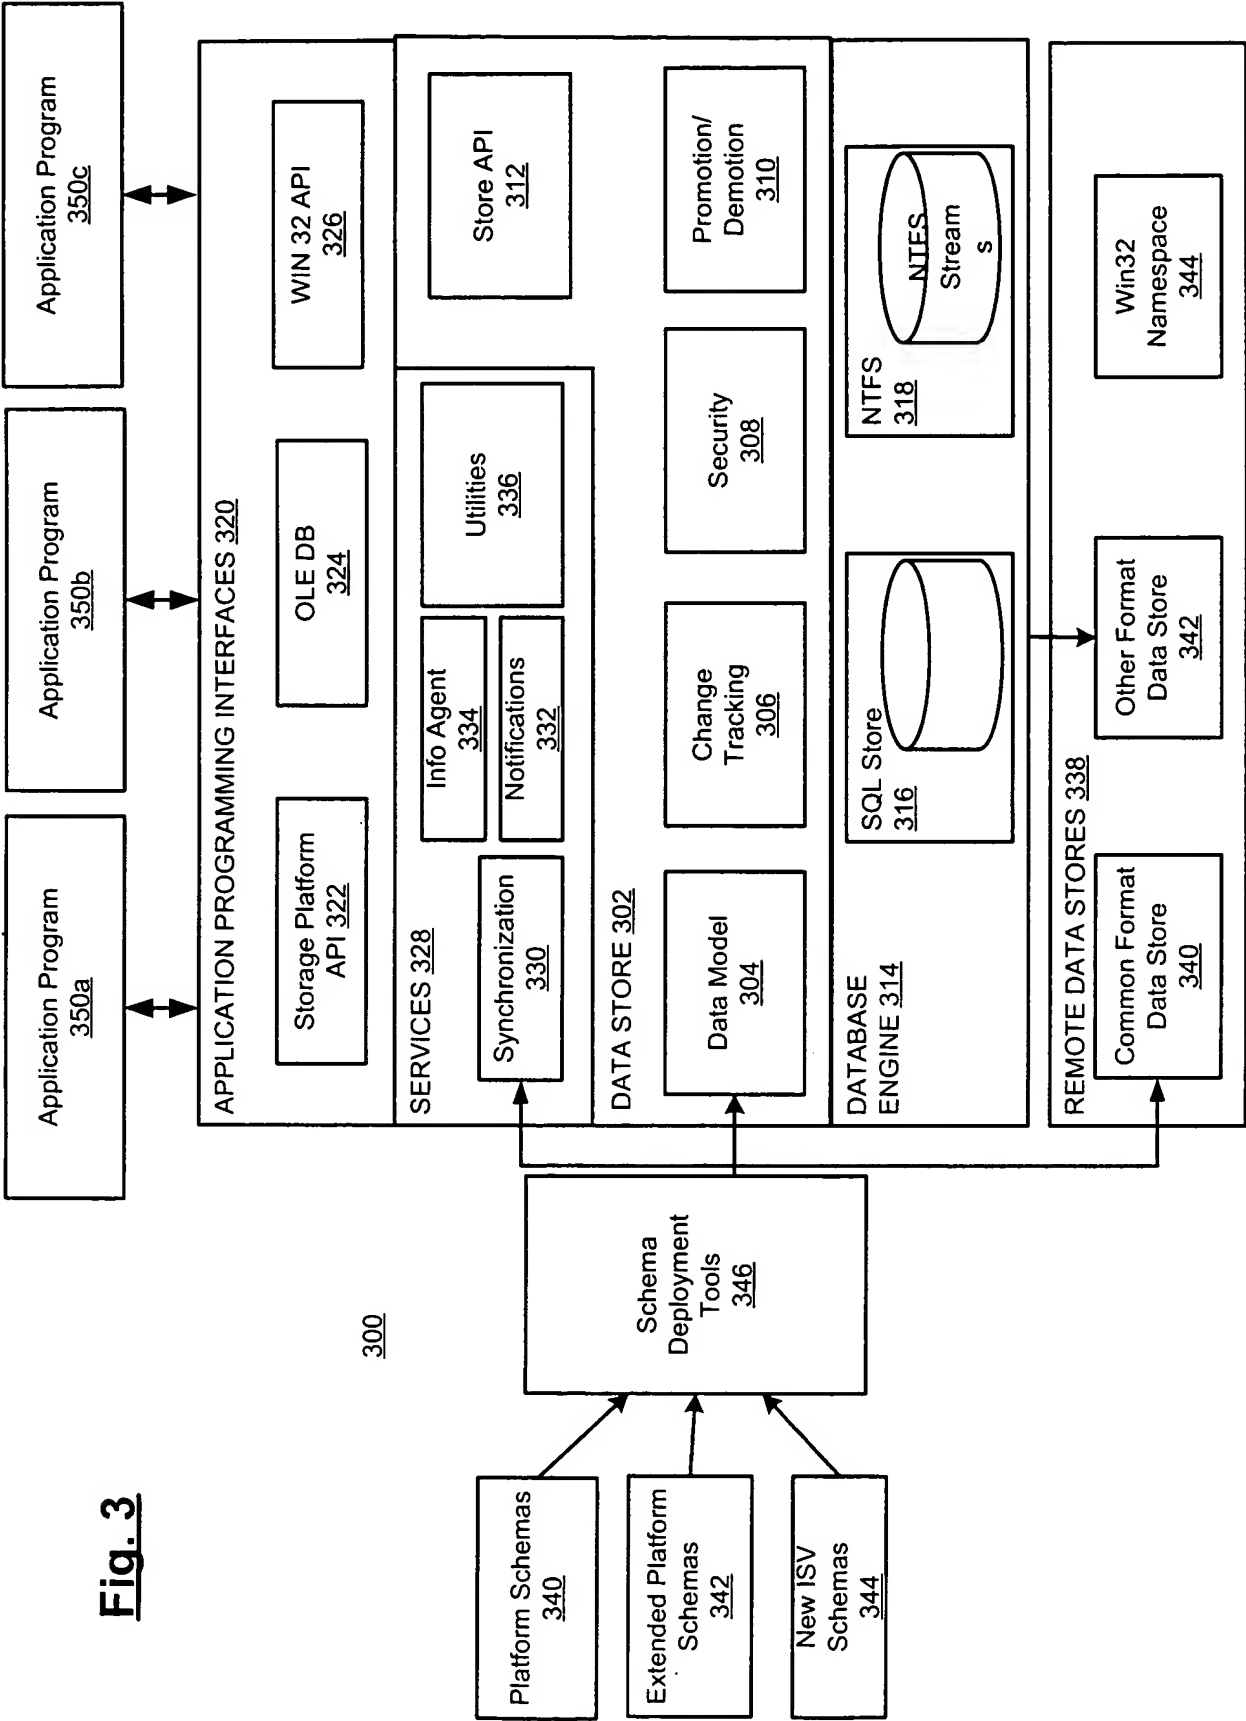 Application Program
350a
Application Program
350b
Application Program
350c
APPLICATION PROGRAMMING INTERFACES 320
Storage Platform
API 322
OLE DB
324
WIN 32 API
326
SERVICES 328
Synchronization
330
Info Agent
334
Notifications
332
Utilities
336
Store API
312
DATA STORE 302
Data Model
304
Change
Tracking
306
Security
308
Promotion/
Demotion
310
DATABASE
ENGINE 314
SQL Store
316
NTFS
318
NTFS
Stream
s
REMOTE DATA STORES 338
Common Format
Data Store
340
Other Format
Data Store
342
Win32
Namespace
344
300
Schema
Deployment
Tools
346
Platform Schemas
340
Extended Platform
Schemas
342
New ISV
Schemas
344
Fig. 3